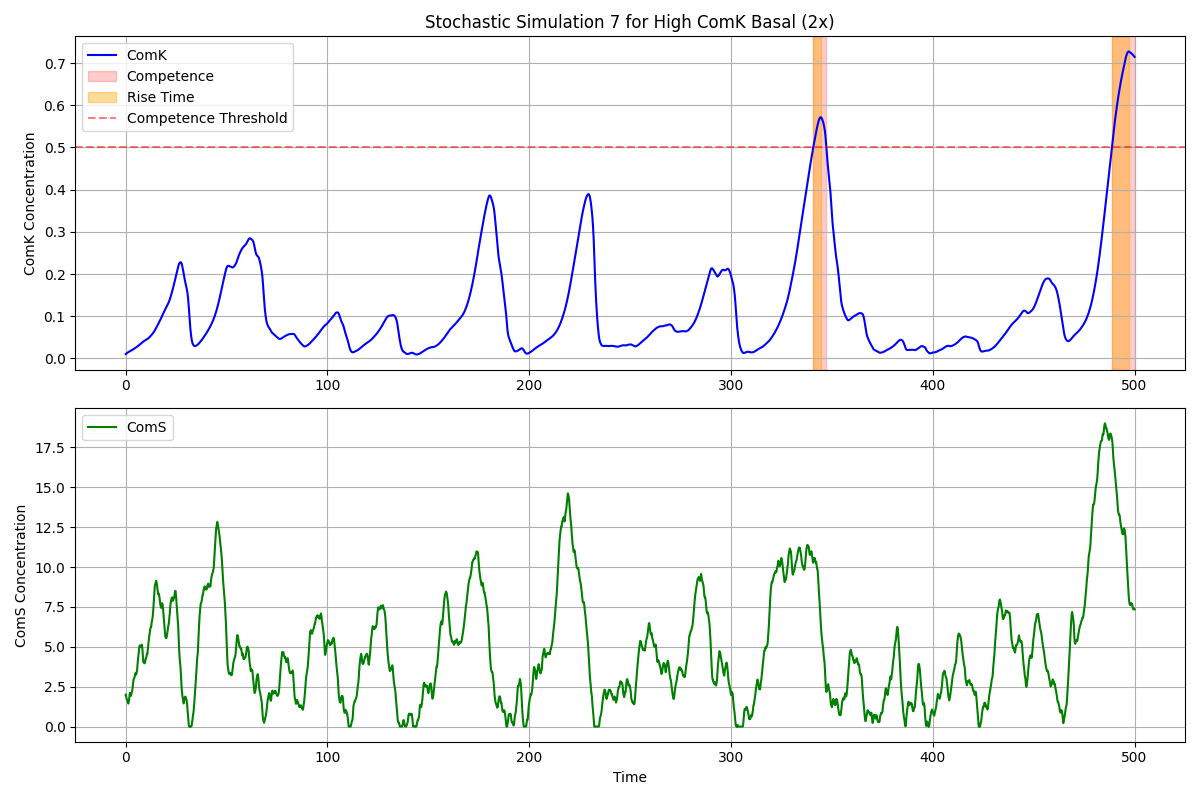 Stochastic Simulation 7 for High ComK Basal (2x)
ComK Concentration
0.7
0.6
0.5
0.4
0.3
0.2
0.1
0.0
ComK
Competence
Rise Time
Competence Threshold
0 100 200 300 400 500
ComS Concentration
17.5
15.0
12.5
10.0
7.5
5.0
2.5
0.0
ComS
0 100 200 300 400 500
Time